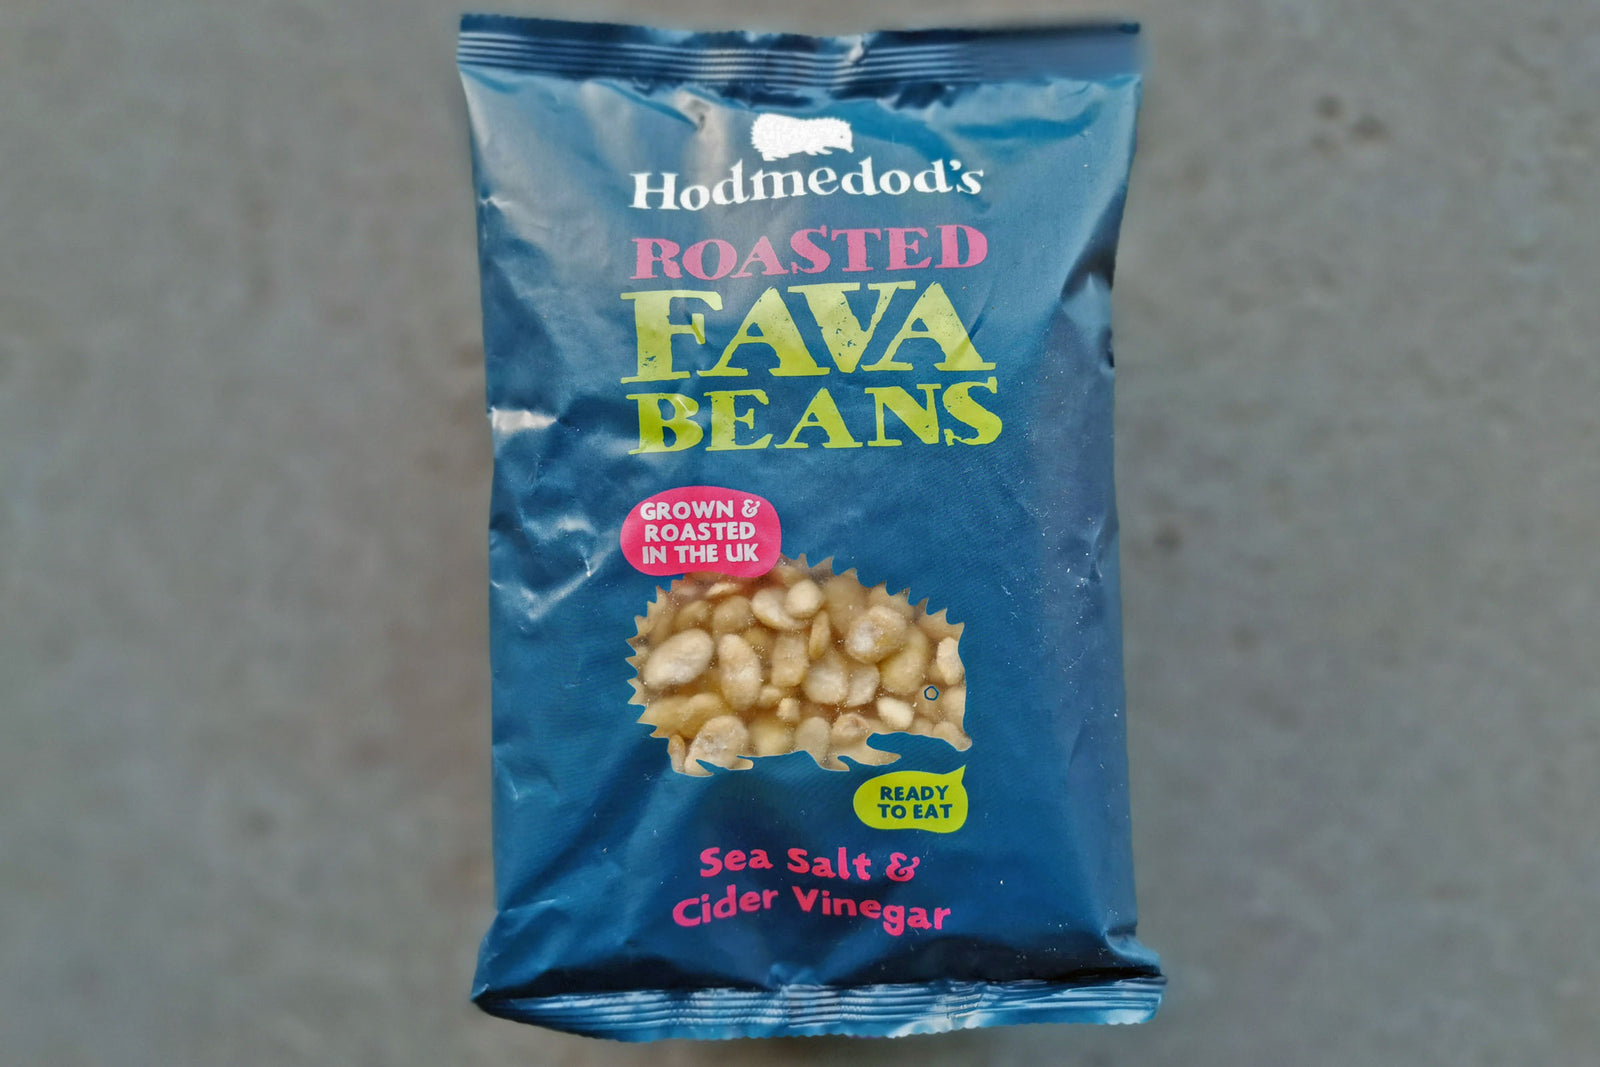 Hodmedod's
ROASTED
FAVA
BEANS
GROWN &
ROASTED
IN THE UK
READY
TO EAT
Sea Salt &
Cider Vinegar